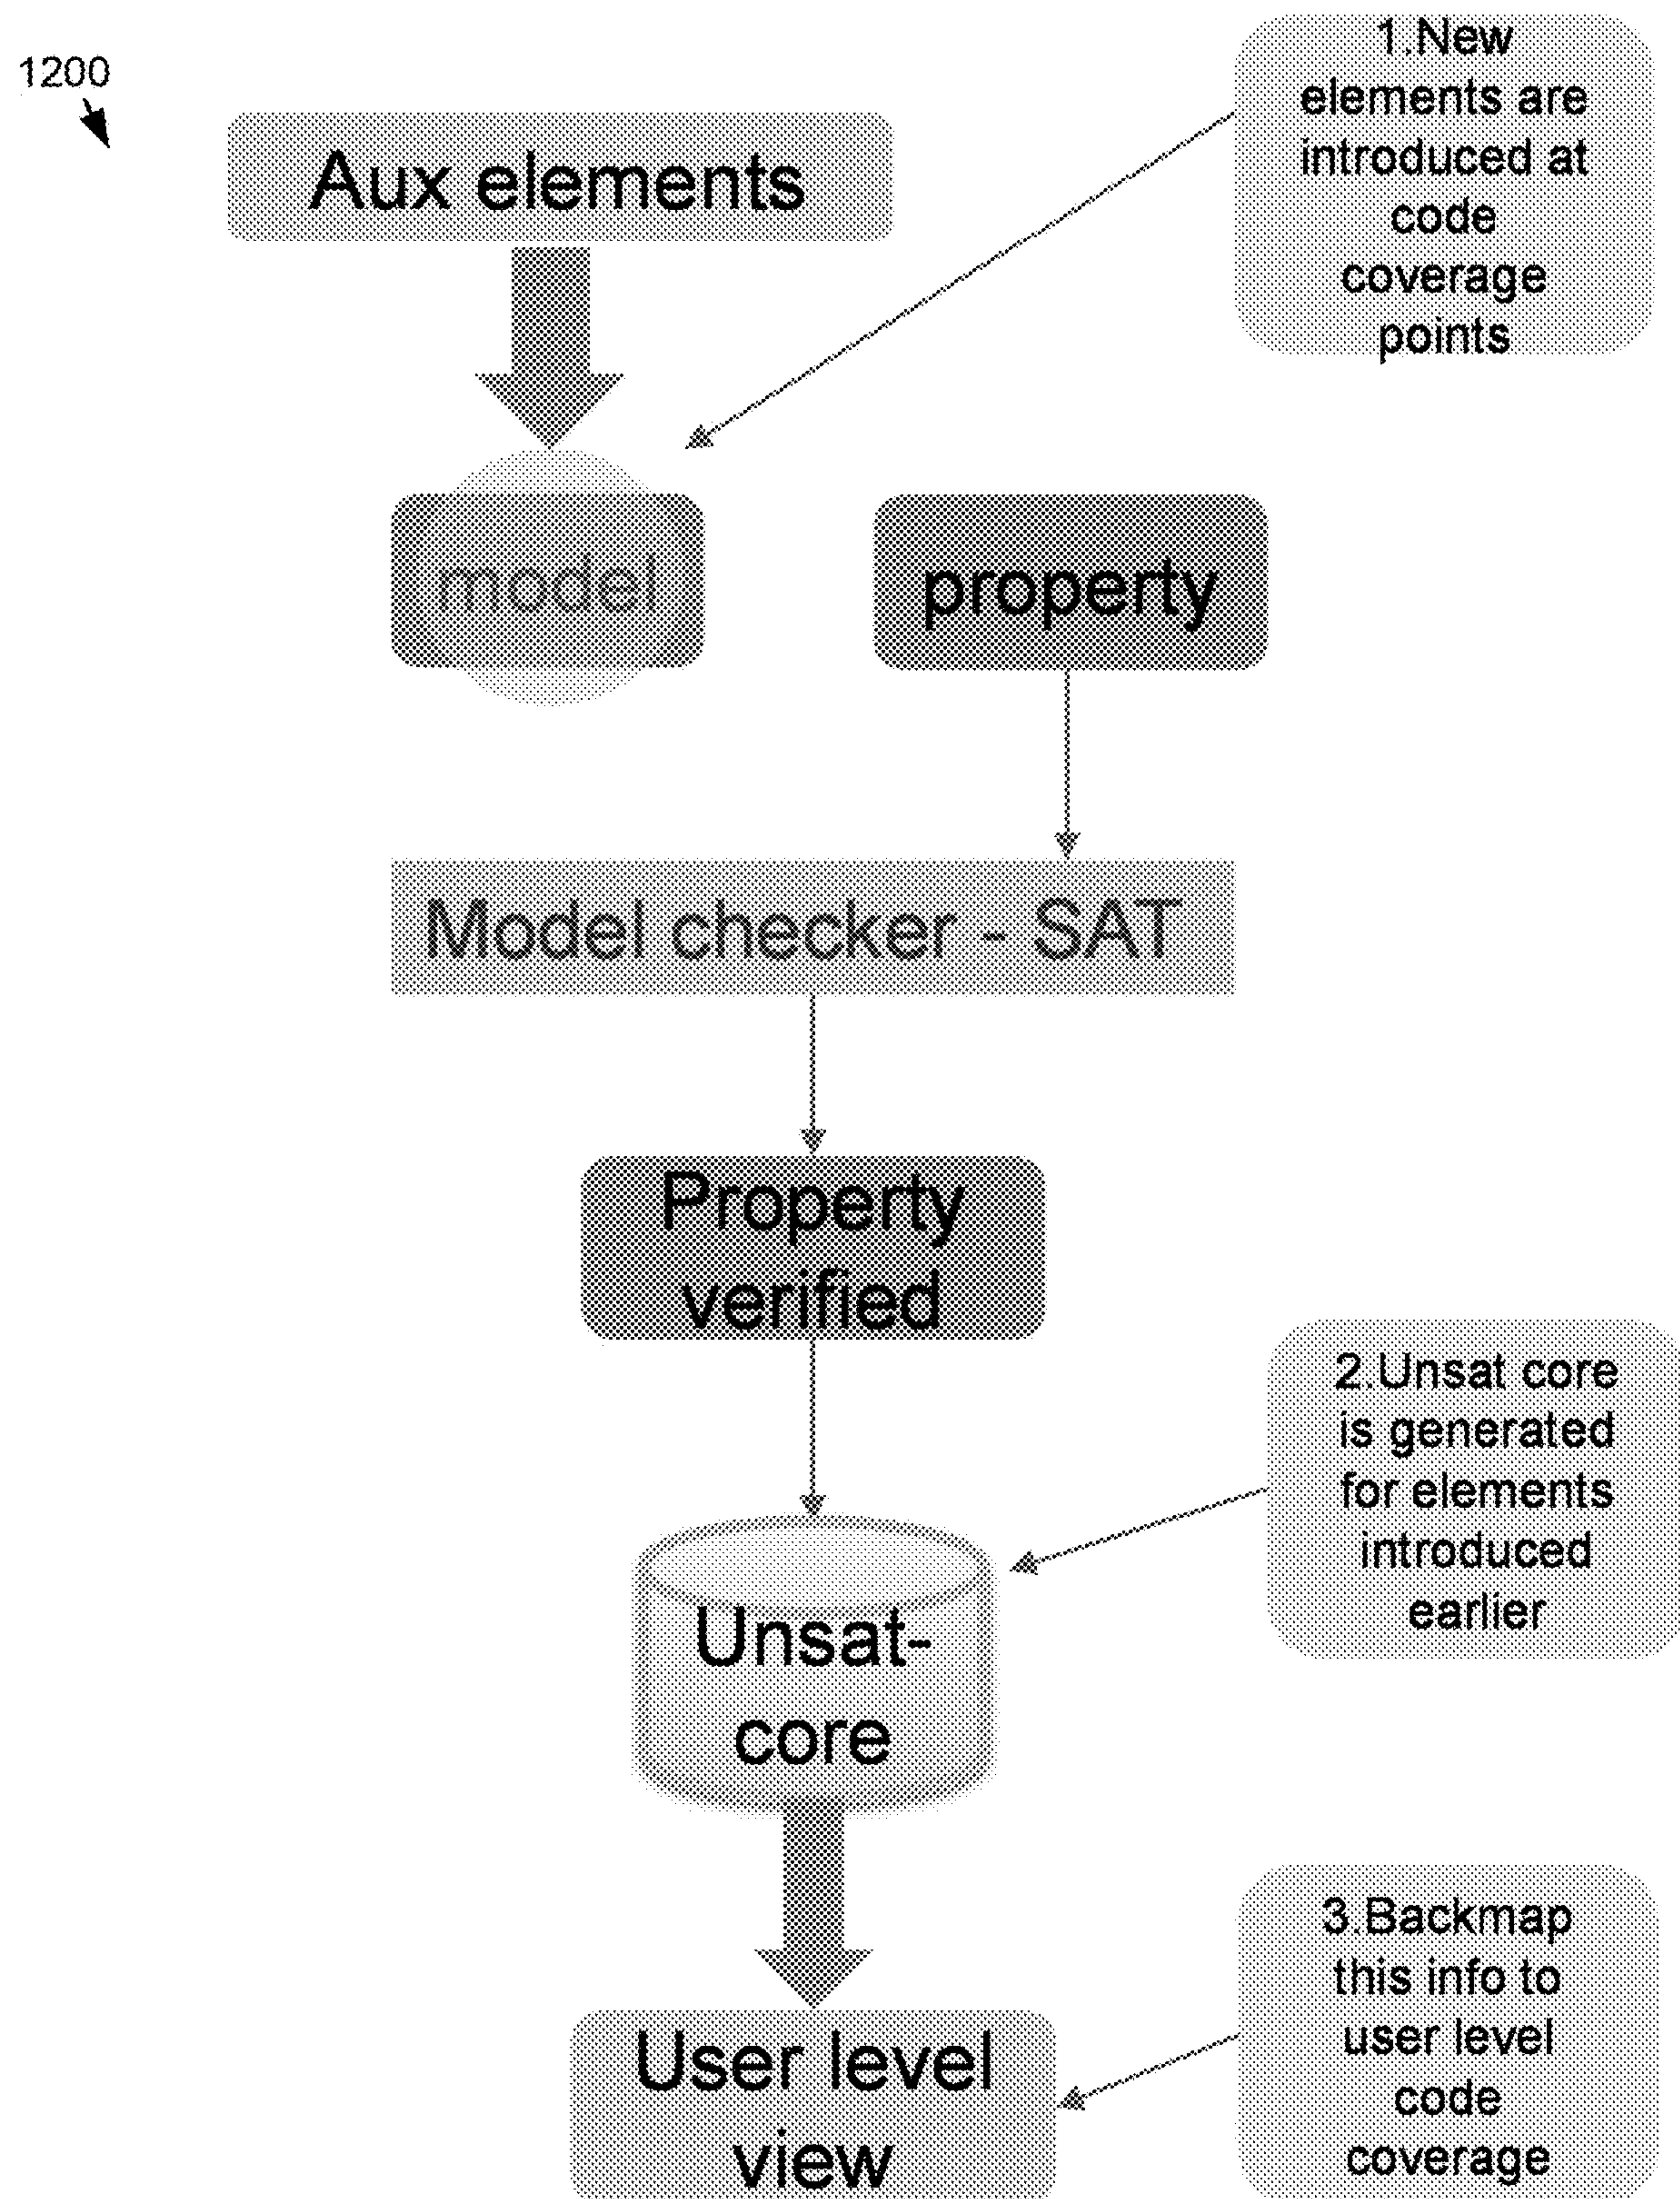 1200
Aux elements
1.New
elements are
introduced at
code
coverage
points
model
property
Model checker - SAT
Property
verified
2.Unsat core
is generated
for elements
introduced
earlier
Unsat-
core
3.Backmap
this info to
user level
code
coverage
User level
view